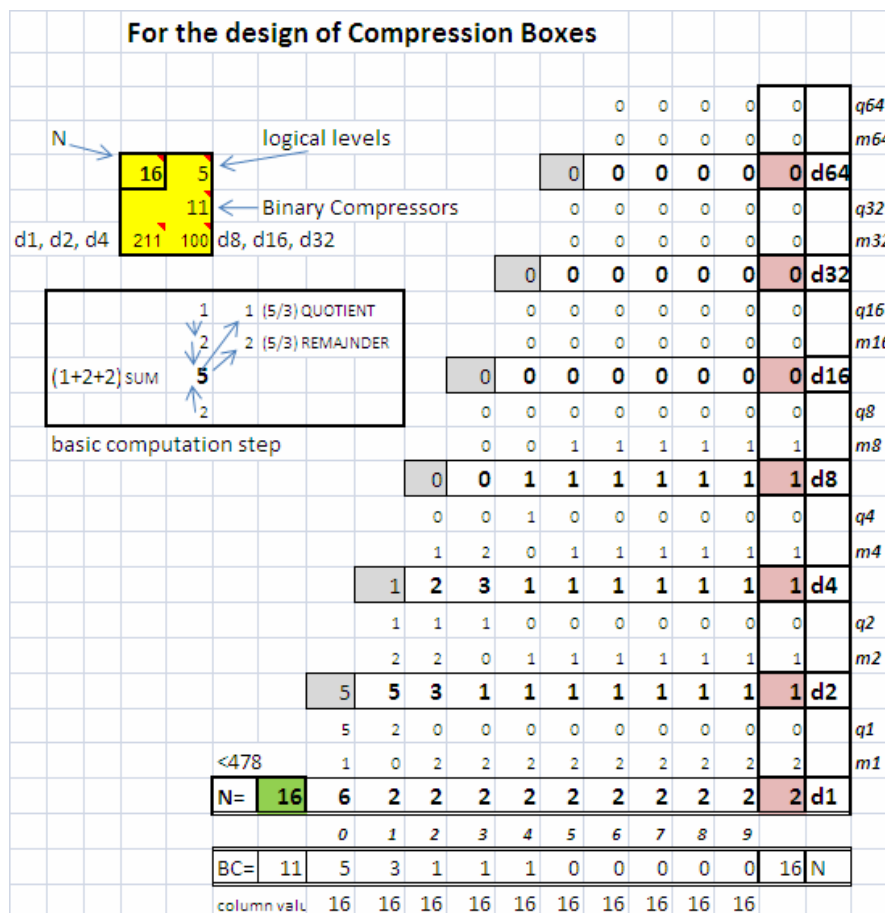 For the design of Compression Boxes
0 0 0 0 0 q64
N logical levels 0 0 0 0 0 m64
16 5 0 0 0 0 0 0 d64
11 Binary Compressors 0 0 0 0 0 0 q32
d1, d2, d4 211 100 d8, d16, d32 0 0 0 0 0 0 m32
0 0 0 0 0 0 0 d32
1 1 (5/3) QUOTIENT 0 0 0 0 0 0 q16
2 2 (5/3) REMAINDER 0 0 0 0 0 0 m16
(1+2+2) SUM 5 0 0 0 0 0 0 0 0 d16
2 0 0 0 0 0 0 0 q8
basic computation step 0 0 1 1 1 1 1 m8
0 0 1 1 1 1 1 1 d8
0 0 1 0 0 0 0 0 q4
1 2 0 1 1 1 1 1 m4
1 2 3 1 1 1 1 1 1 d4
1 1 1 0 0 0 0 0 0 q2
2 2 0 1 1 1 1 1 1 m2
5 5 3 1 1 1 1 1 1 1 1 d2
5 2 0 0 0 0 0 0 0 0 0 q1
<478 1 0 2 2 2 2 2 2 2 2 2 m1
N= 16 6 2 2 2 2 2 2 2 2 2 2 d1
0 1 2 3 4 5 6 7 8 9
BC= 11 5 3 1 1 1 0 0 0 0 0 16 N
column valu 16 16 16 16 16 16 16 16 16 16